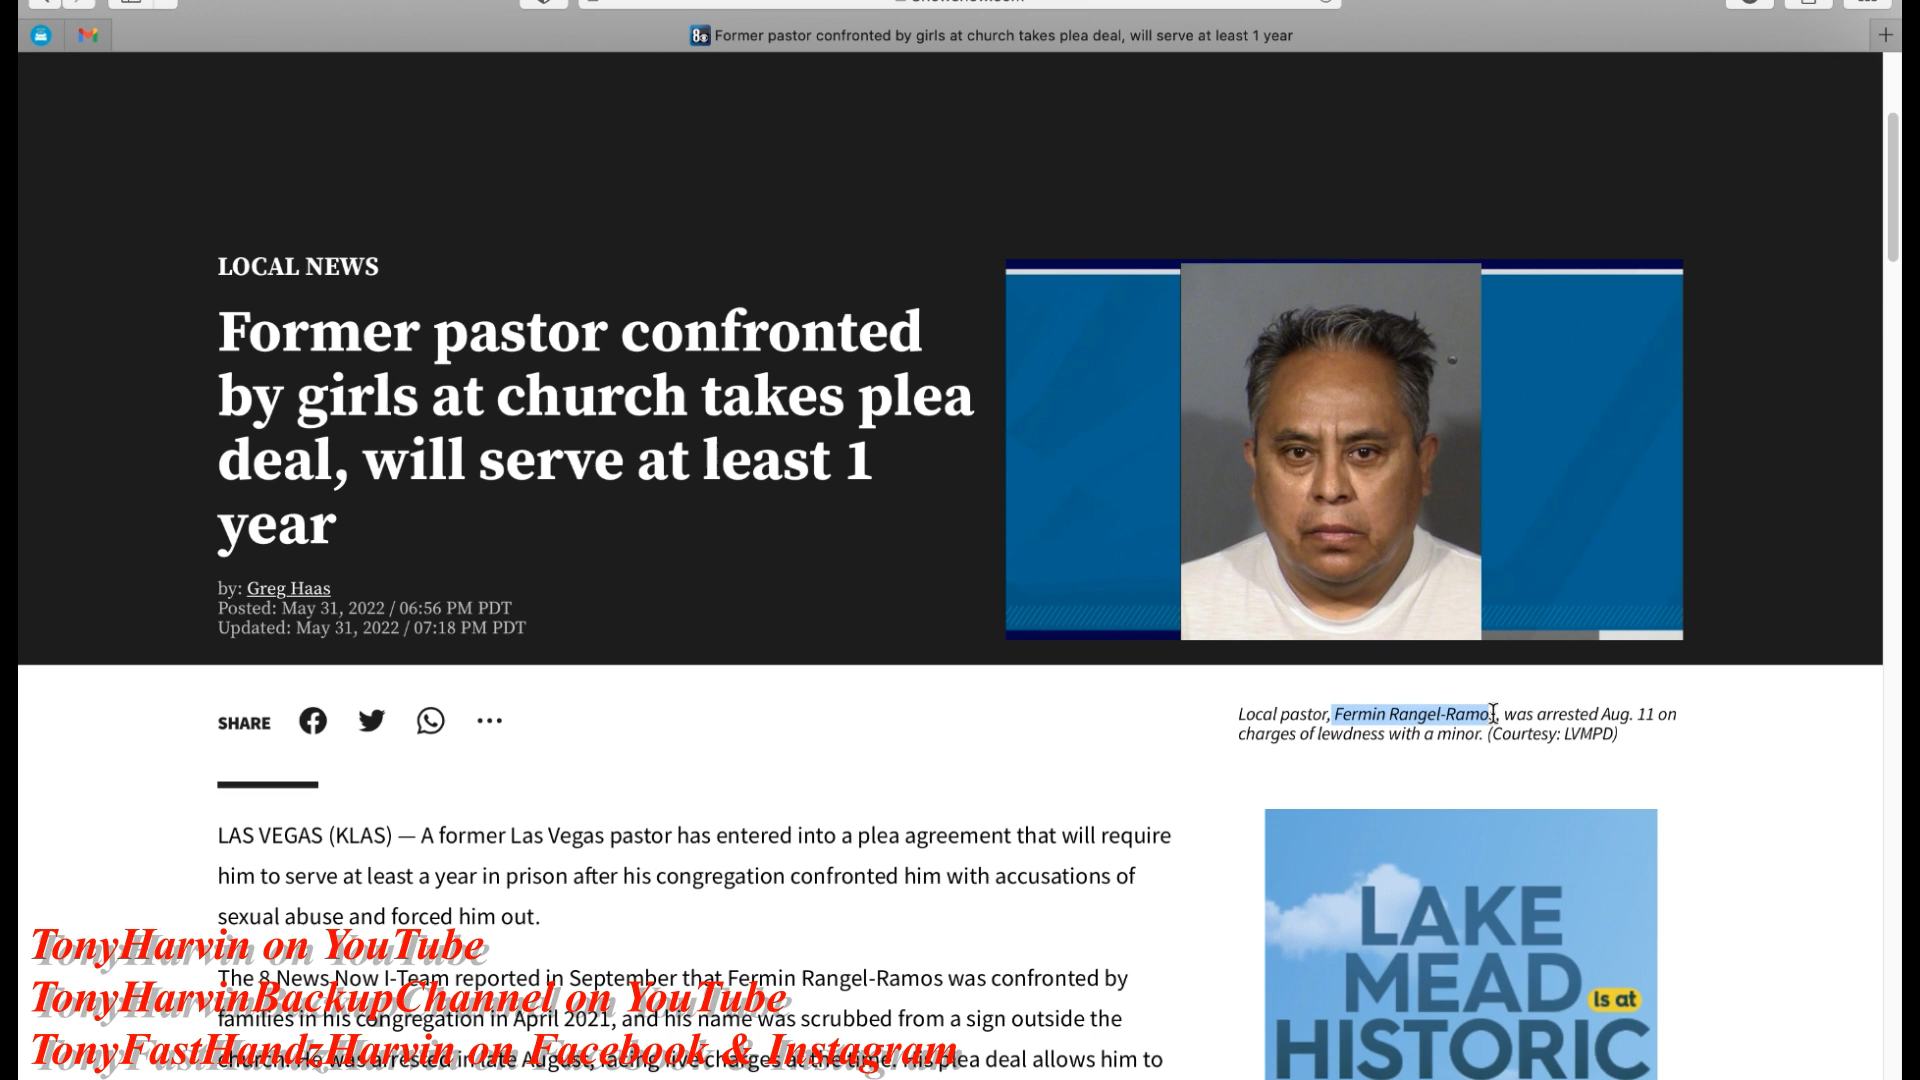 Former pastor confronted by girls at church takes plea deal, will serve at least 1 year
LOCAL NEWS
Former pastor confronted
by girls at church takes plea
deal, will serve at least 1
year
by: Greg Haas
Posted: May 31, 2022 / 06:56 PM PDT
Updated: May 31, 2022 / 07:18 PM PDT
SHARE
Local pastor, Fermin Rangel-Ramos, was arrested Aug. 11 on
charges of lewdness with a minor. (Courtesy: LVMPD)
LAS VEGAS (KLAS) — A former Las Vegas pastor has entered into a plea agreement that will require
him to serve at least a year in prison after his congregation confronted him with accusations of
sexual abuse and forced him out.
The 8 News Now I-Team reported in September that Fermin Rangel-Ramos was confronted by
families in his congregation in April 2021, and his name was scrubbed from a sign outside the
church. He was arrested in late August, facing five charges at the time. His plea deal allows him to
TonyHarvin on YouTube
TonyHarvinBackupChannel on YouTube
TonyFastHandzHarvin on Facebook & Instagram
LAKE
MEAD
Is at
HISTORIC